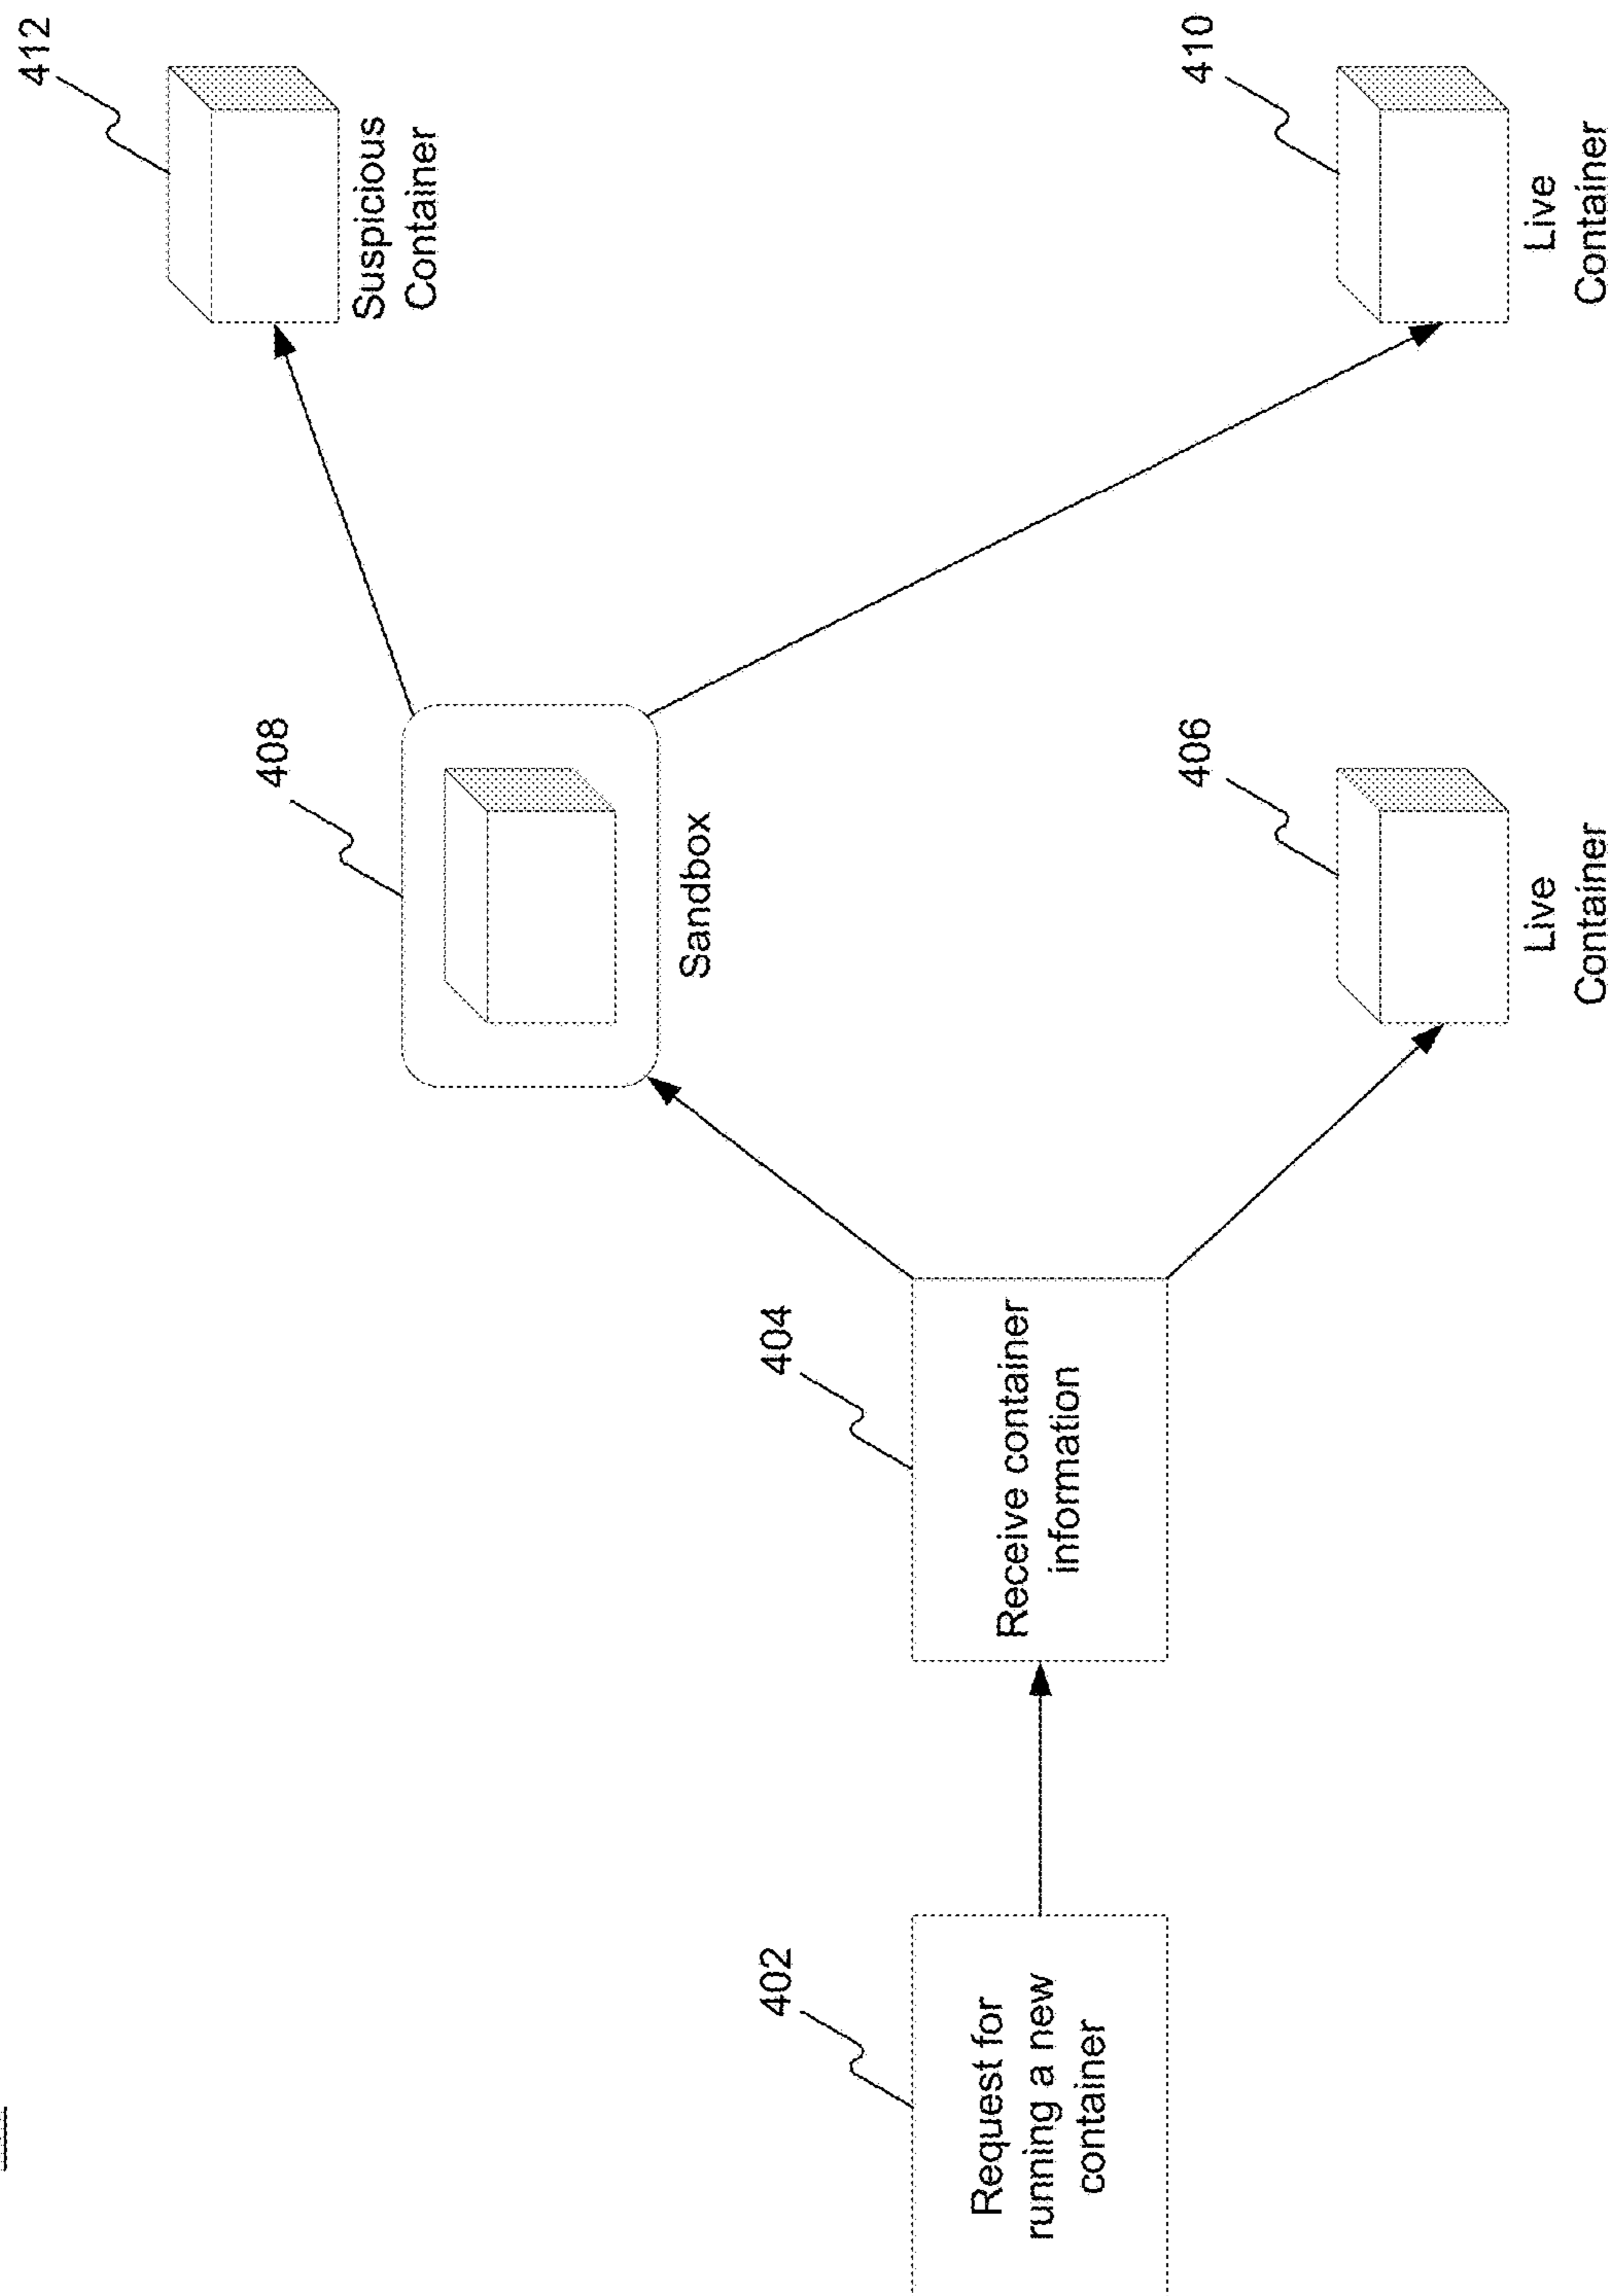 402
Request for
running a new
container
404
Receive container
information
408
Sandbox
406
Live
Container
412
Suspicious
Container
410
Live
Container